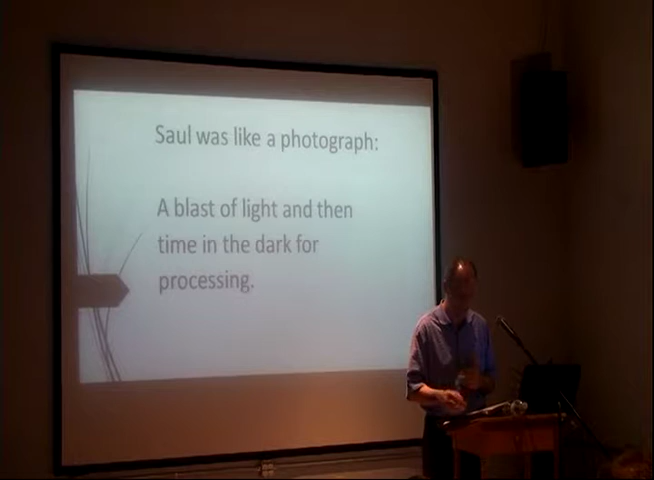 Saul was like a photograph:
A blast of light and then
time in the dark for
processing.